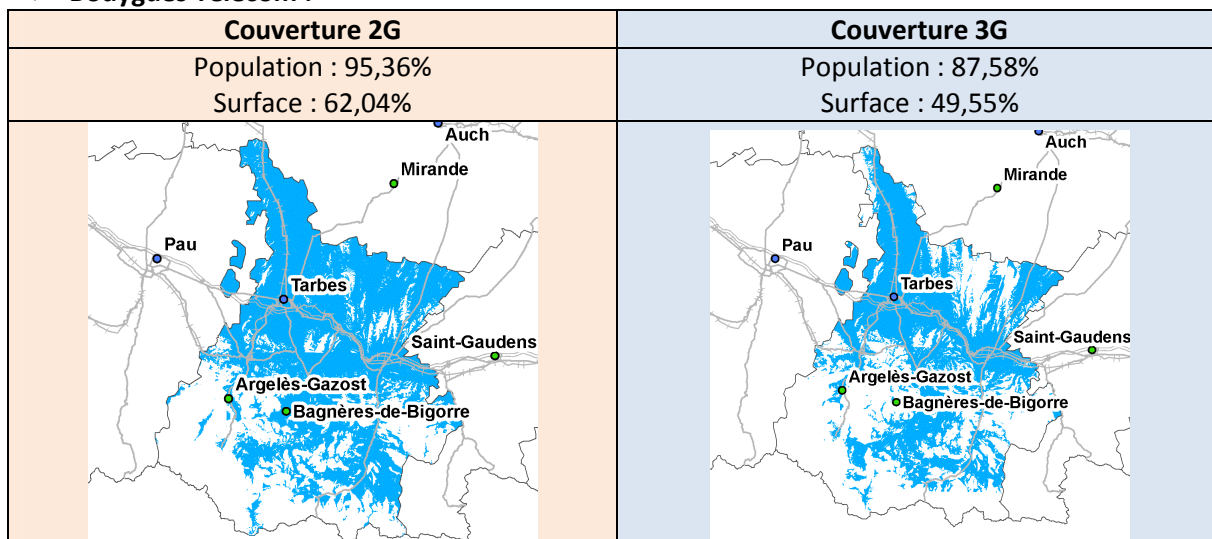 Couverture 2G
Couverture 3G
Population : 95,36%
Surface : 62,04%
Population : 87,58%
Surface : 49,55%
Auch
Mirande
Pau
Tarbes
Saint-Gaudens
Argelès-Gazost
Bagnères-de-Bigorre
Auch
Mirande
Pau
Tarbes
Saint-Gaudens
Argelès-Gazost
Bagnères-de-Bigorre